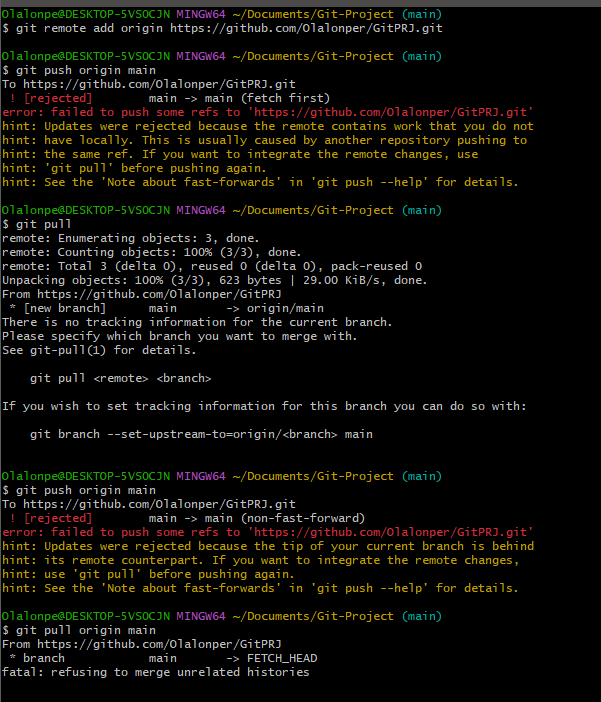 Olalonpe@DESKTOP-5VSOCJN MINGW64 ~/Documents/Git-Project (main)
$ git remote add origin https://github.com/Olalonper/GitPRJ.git
Olalonpe@DESKTOP-5VSOCJN MINGW64 ~/Documents/Git-Project (main)
$ git push origin main
To https://github.com/Olalonper/GitPRJ.git
 ! [rejected]        main -> main (fetch first)
error: failed to push some refs to 'https://github.com/Olalonper/GitPRJ.git'
hint: Updates were rejected because the remote contains work that you do not
hint: have locally. This is usually caused by another repository pushing to
hint: the same ref. If you want to integrate the remote changes, use
hint: 'git pull' before pushing again.
hint: See the 'Note about fast-forwards' in 'git push --help' for details.
Olalonpe@DESKTOP-5VSOCJN MINGW64 ~/Documents/Git-Project (main)
$ git pull
remote: Enumerating objects: 3, done.
remote: Counting objects: 100% (3/3), done.
remote: Total 3 (delta 0), reused 0 (delta 0), pack-reused 0
Unpacking objects: 100% (3/3), 623 bytes | 29.00 KiB/s, done.
From https://github.com/Olalonper/GitPRJ
 * [new branch]      main       -> origin/main
There is no tracking information for the current branch.
Please specify which branch you want to merge with.
See git-pull(1) for details.
    git pull <remote> <branch>
If you wish to set tracking information for this branch you can do so with:
    git branch --set-upstream-to=origin/<branch> main
Olalonpe@DESKTOP-5VSOCJN MINGW64 ~/Documents/Git-Project (main)
$ git push origin main
To https://github.com/Olalonper/GitPRJ.git
 ! [rejected]        main -> main (non-fast-forward)
error: failed to push some refs to 'https://github.com/Olalonper/GitPRJ.git'
hint: Updates were rejected because the tip of your current branch is behind
hint: its remote counterpart. If you want to integrate the remote changes,
hint: use 'git pull' before pushing again.
hint: See the 'Note about fast-forwards' in 'git push --help' for details.
Olalonpe@DESKTOP-5VSOCJN MINGW64 ~/Documents/Git-Project (main)
$ git pull origin main
From https://github.com/Olalonper/GitPRJ
 * branch            main       -> FETCH_HEAD
fatal: refusing to merge unrelated histories